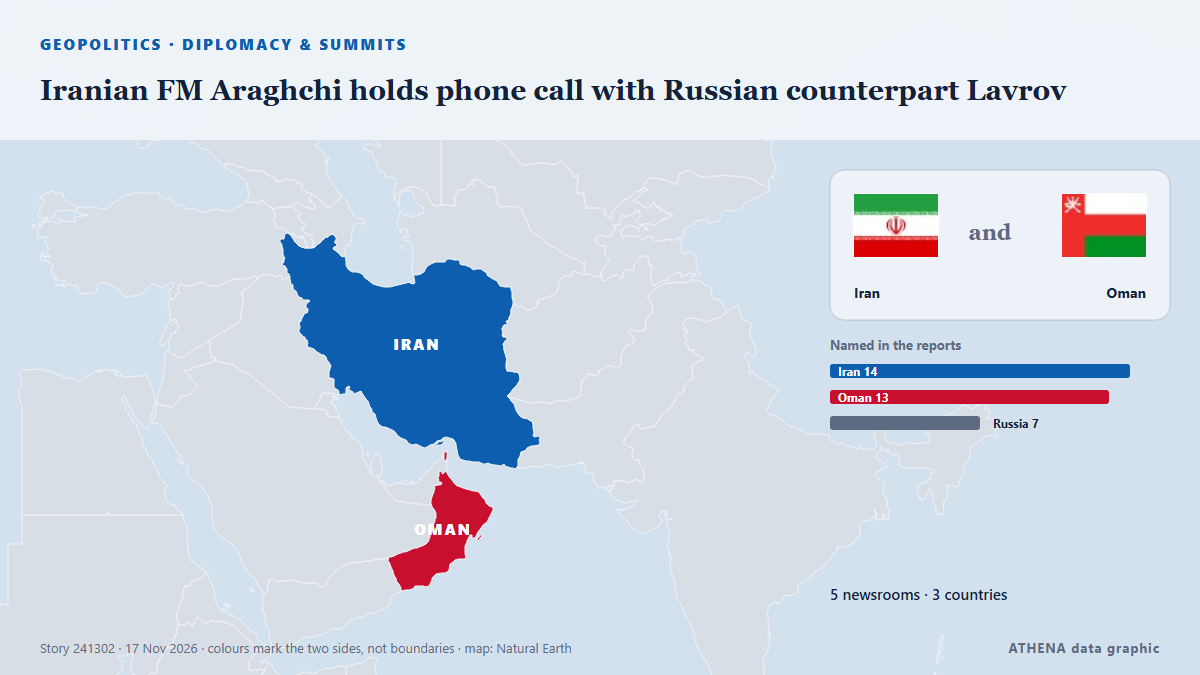 GEOPOLITICS · DIPLOMACY & SUMMITS
Iranian FM Araghchi holds phone call with Russian counterpart Lavrov
and
Iran
Oman
Named in the reports
Iran 14
Oman 13
Russia 7
IRAN
OMAN
5 newsrooms · 3 countries
Story 241302 · 17 Nov 2026 · colours mark the two sides, not boundaries · map: Natural Earth
ATHENA data graphic